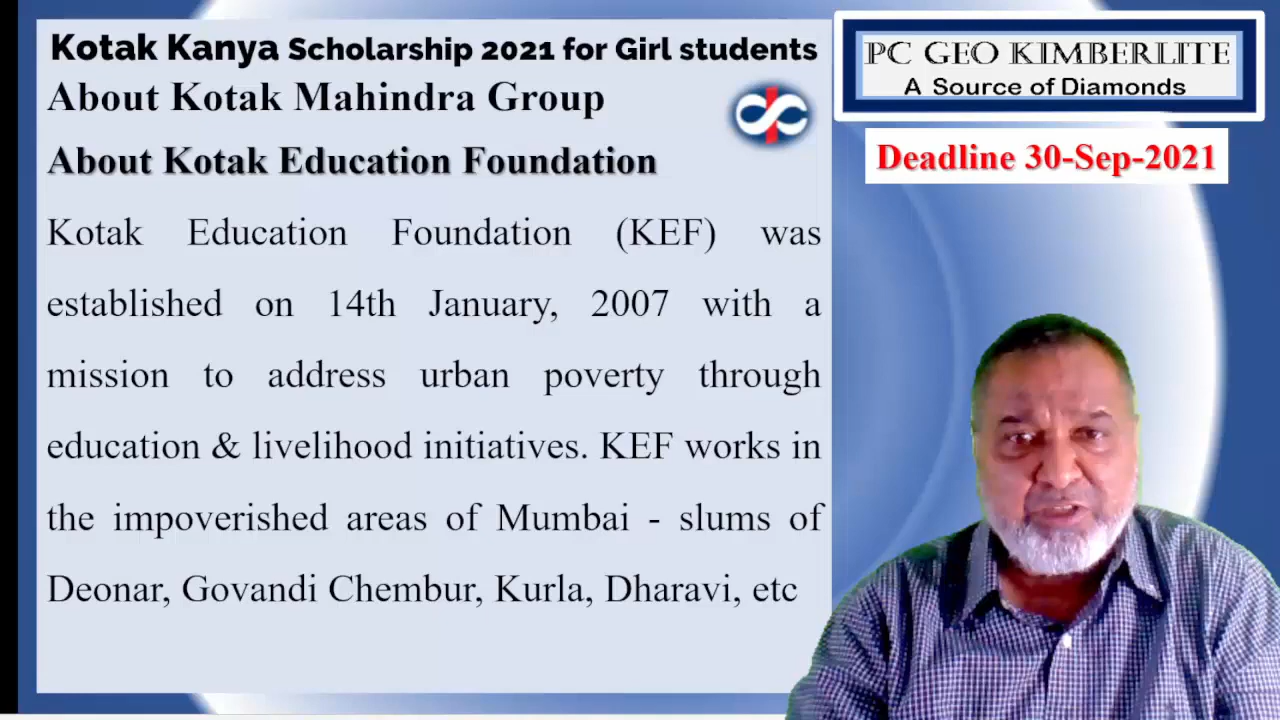 Kotak Kanya Scholarship 2021 for Girl students
About Kotak Mahindra Group
About Kotak Education Foundation
Kotak Education Foundation (KEF) was
established on 14th January, 2007 with a
mission to address urban poverty through
education & livelihood initiatives. KEF works in
the impoverished areas of Mumbai - slums of
Deonar, Govandi Chembur, Kurla, Dharavi, etc
PC GEO KIMBERLITE
A Source of Diamonds
Deadline 30-Sep-2021